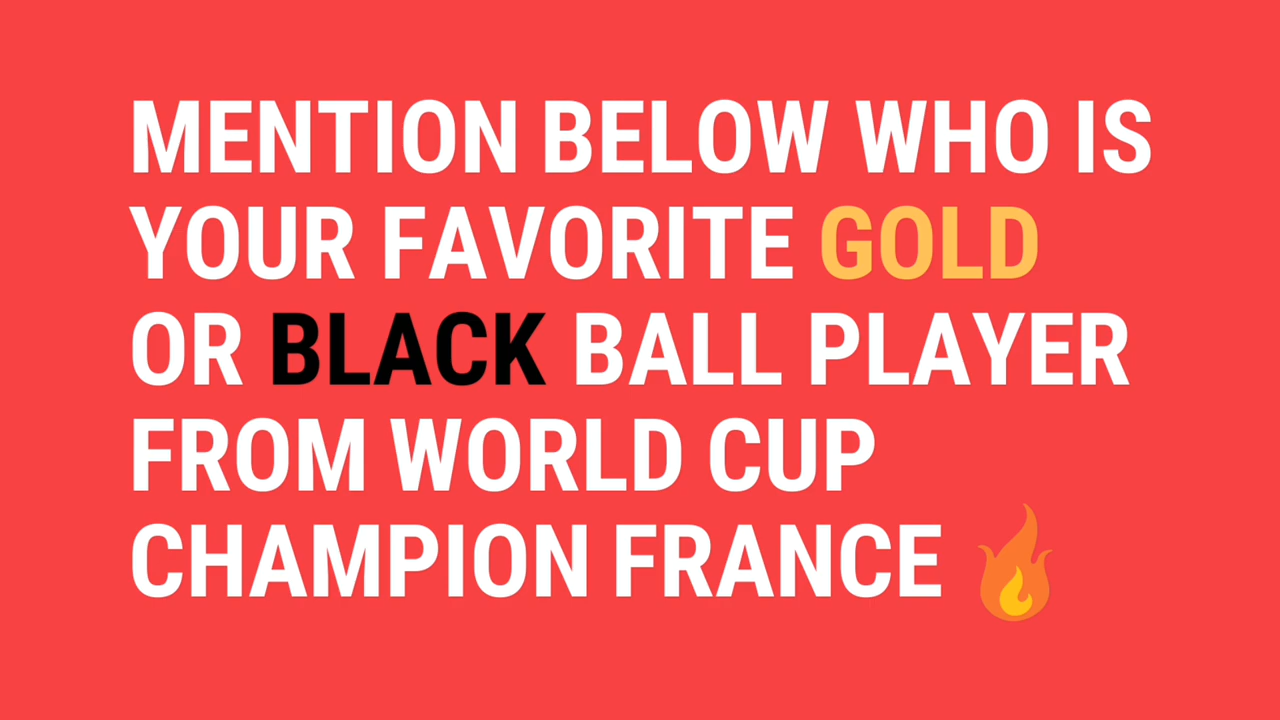 MENTION BELOW WHO IS
YOUR FAVORITE GOLD
OR BLACK BALL PLAYER
FROM WORLD CUP
CHAMPION FRANCE 🔥